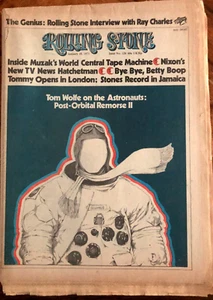 The Genius: Rolling Stone Interview with Ray Charles
ROLLING STONE
Inside Muzak's World Central Tape Machine Nixon's
New TV News Hatchetman Bye Bye, Betty Boop
Tommy Opens in London; Stones Record in Jamaica
Tom Wolfe on the Astronauts:
Post-Orbital Remorse II